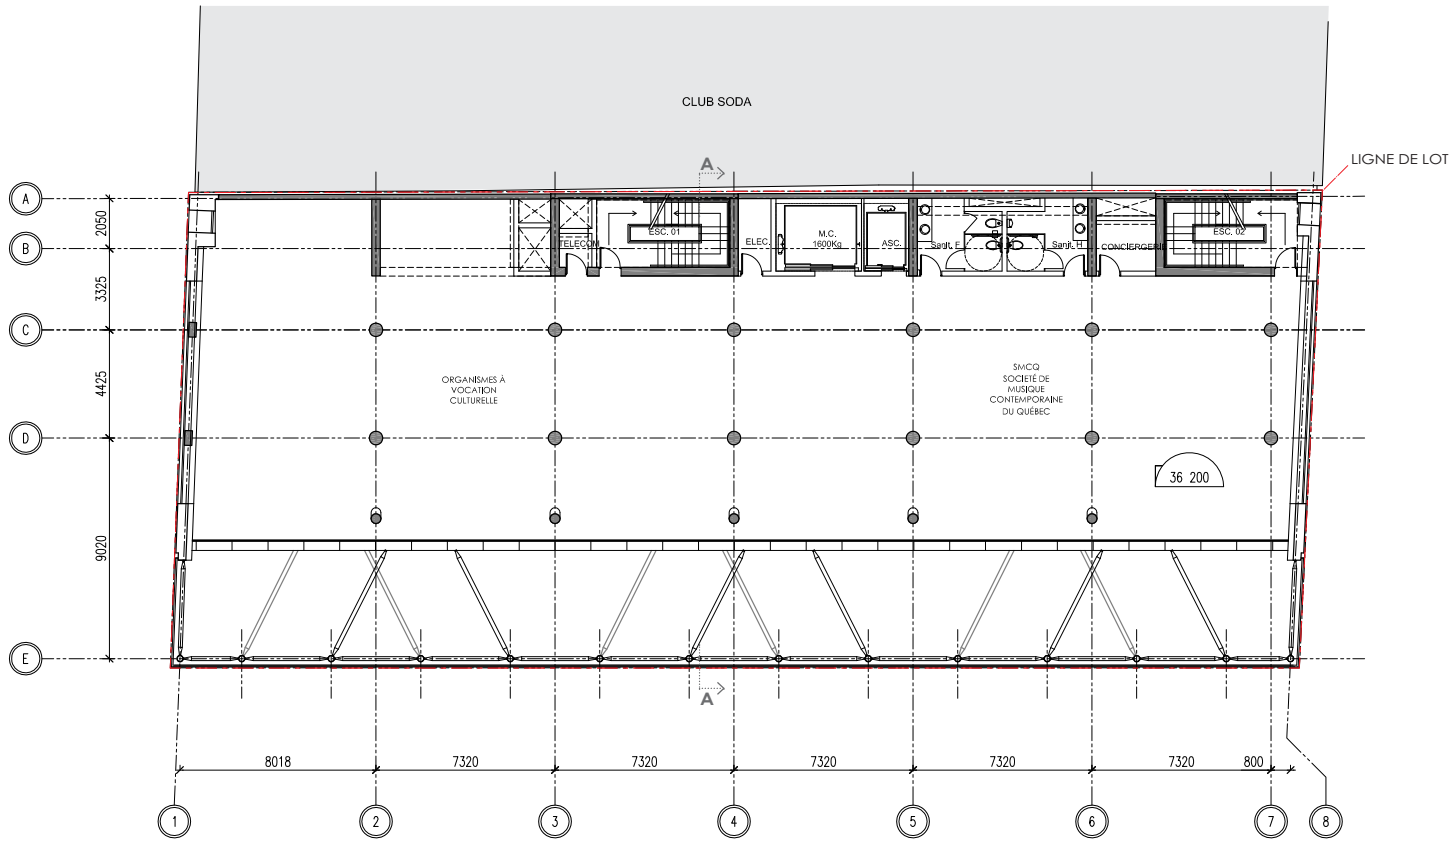 CLUB SODA
A
LIGNE DE LOT
A
B
C
D
E
2050
3325
4425
9020
TELECOM
ESC. 01
ELEC.
M.C.
1600Kg
ASC.
Sanit. F
Sanit. H
CONCIERGERIE
ESC. 02
ORGANISMES À
VOCATION
CULTURELLE
SMCQ
SOCIETÉ DE
MUSIQUE
CONTEMPORAINE
DU QUÉBEC
36 200
A
8018
7320
7320
7320
7320
7320
800
1
2
3
4
5
6
7
8